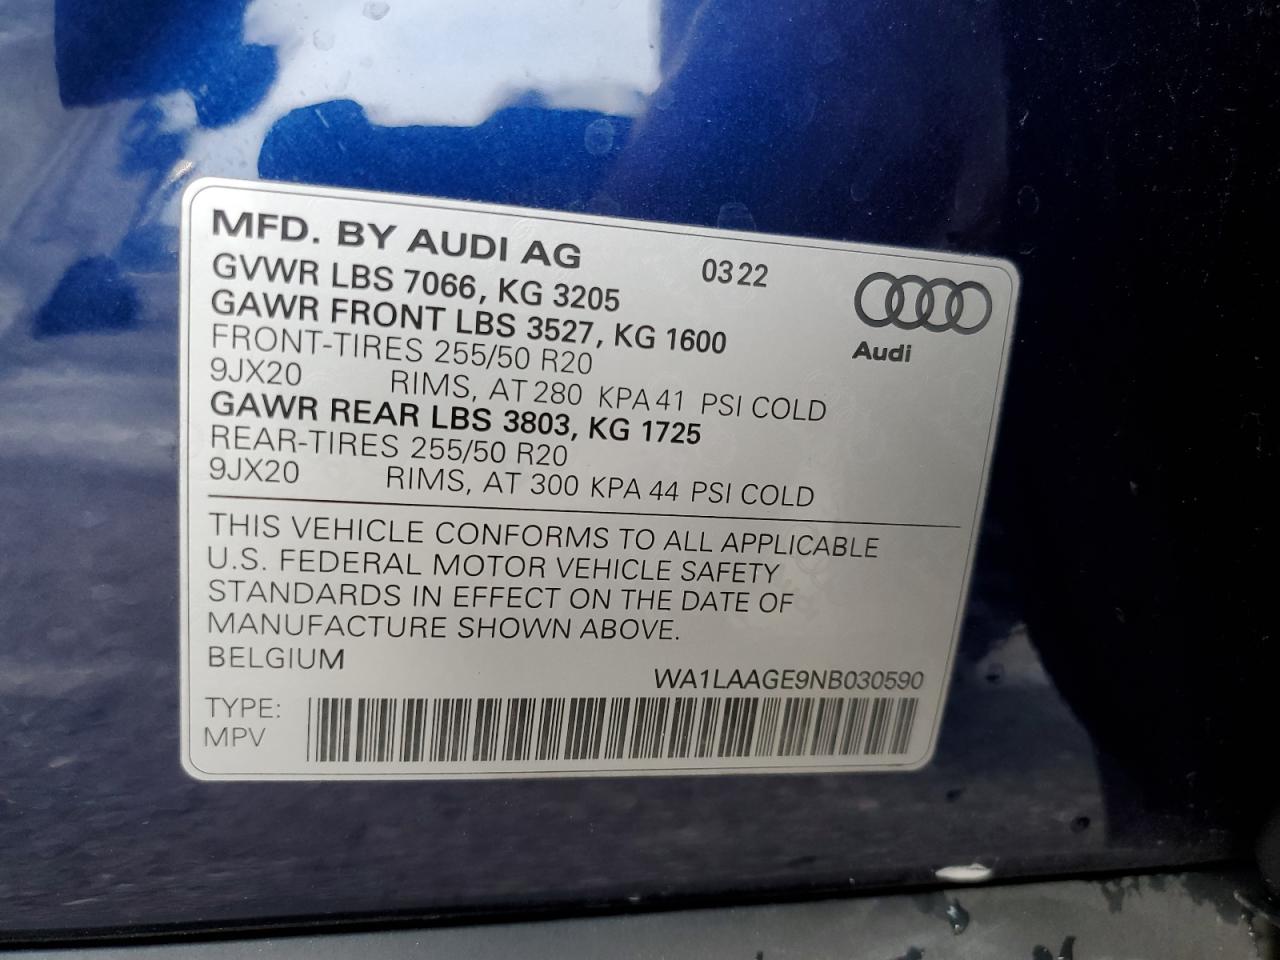 MFD. BY AUDI AG 03 22
GVWR LBS 7066, KG 3205
GAWR FRONT LBS 3527, KG 1600
FRONT-TIRES 255/50 R20
9JX20 RIMS, AT 280 KPA 41 PSI COLD
GAWR REAR LBS 3803, KG 1725
REAR-TIRES 255/50 R20
9JX20 RIMS, AT 300 KPA 44 PSI COLD
Audi
THIS VEHICLE CONFORMS TO ALL APPLICABLE
U.S. FEDERAL MOTOR VEHICLE SAFETY
STANDARDS IN EFFECT ON THE DATE OF
MANUFACTURE SHOWN ABOVE.
BELGIUM
WA1LAAGE9NB030590
TYPE:
MPV